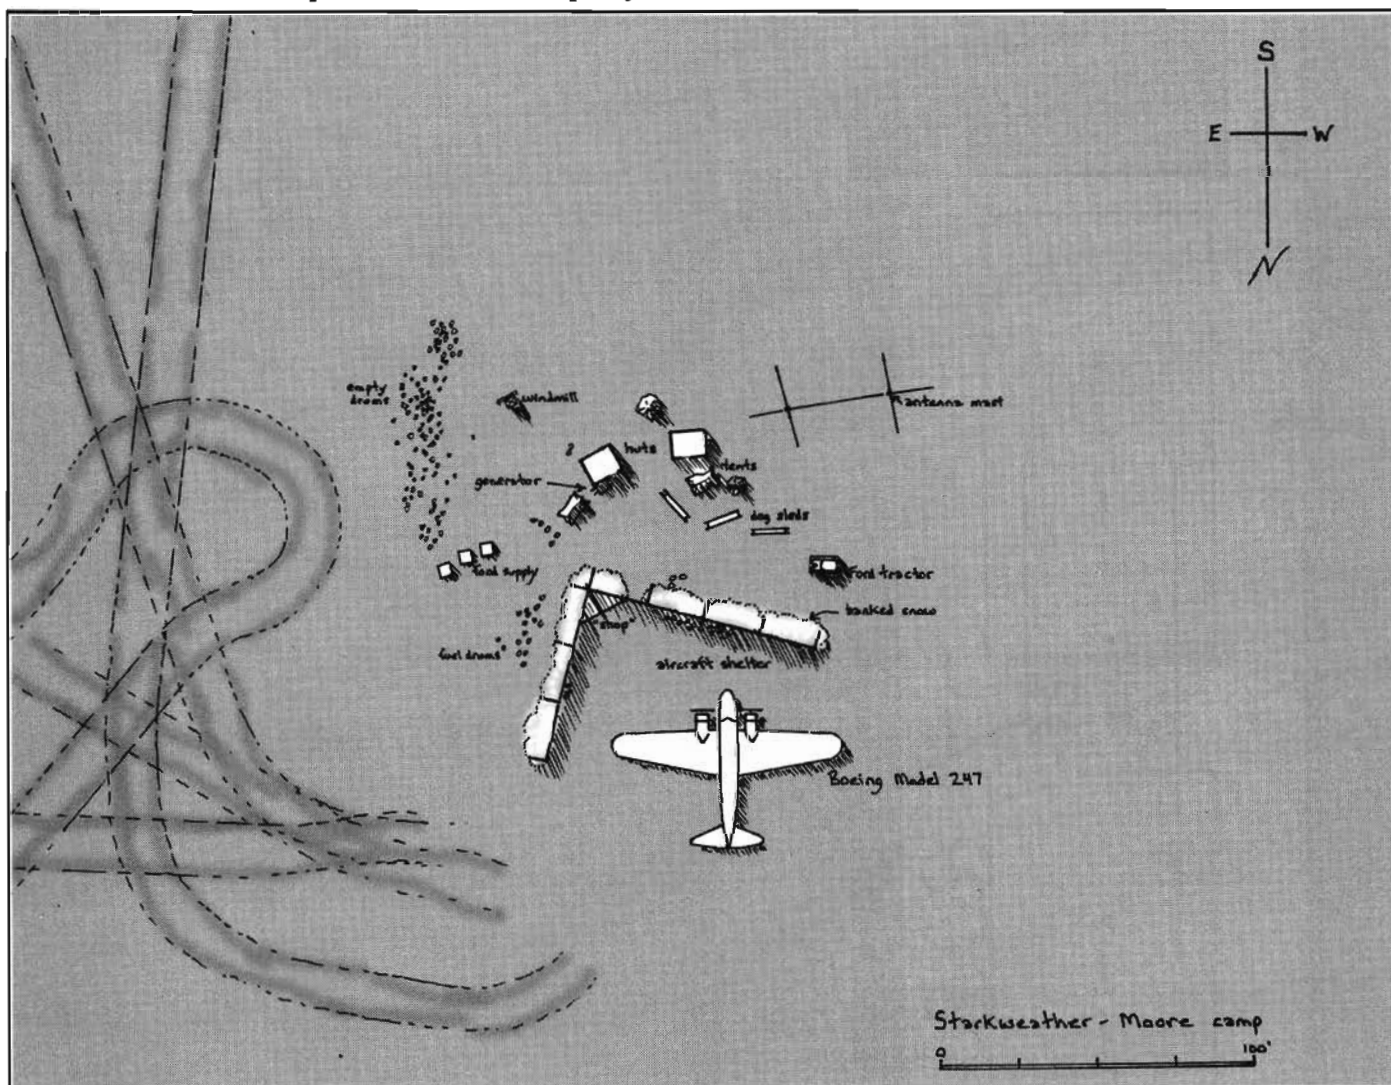 S
E W
N
empty
drums
windmill
antenna mast
huts
tents
generator
dog sleds
food supply
Ford tractor
banked snow
"shop"
fuel drums
aircraft shelter
Boeing Model 247
Starkweather - Moore camp
0 100'